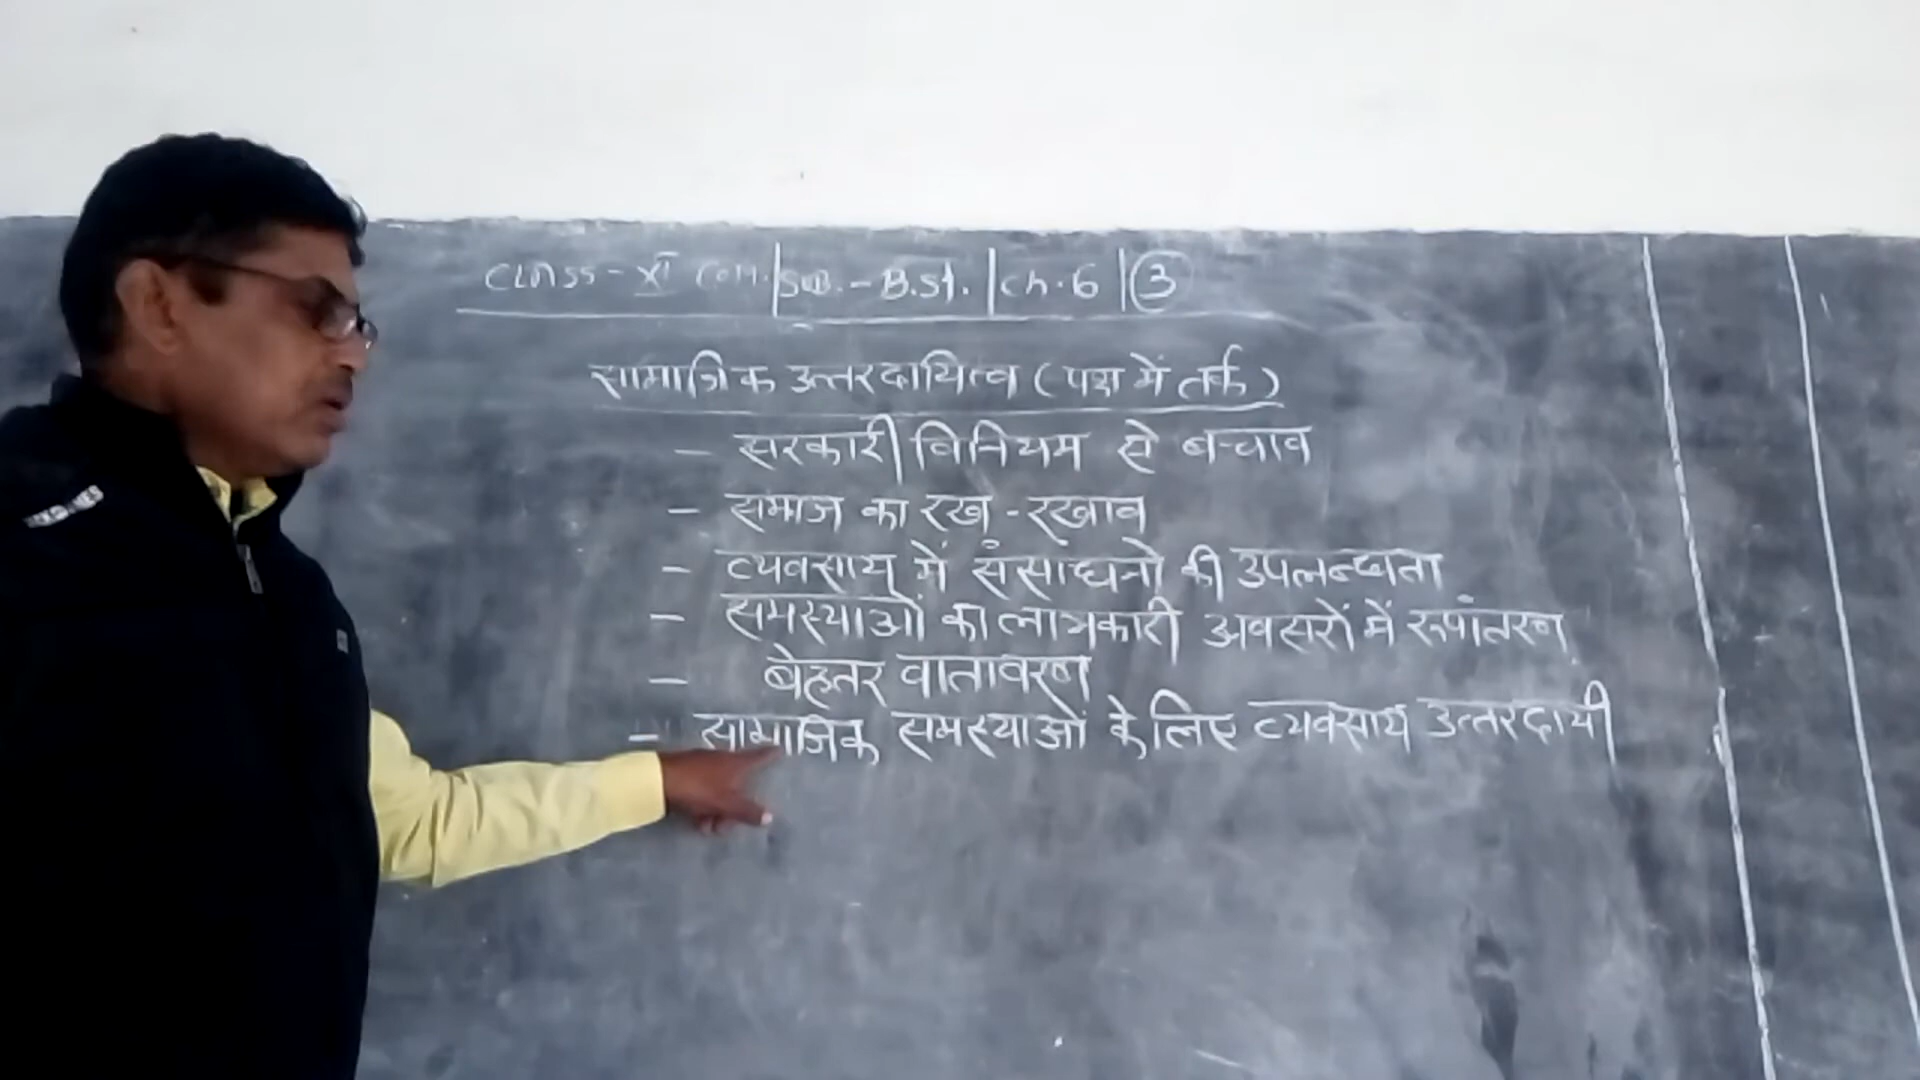 CLASS - XI COM. | SUB. - B.St. | Ch. 6 | 3
सामाजिक उत्तरदायित्व ( पक्ष में तर्क )
- सरकारी विनियम से बचाव
- समाज का रख - रखाव
- व्यवसाय में संसाधनों की उपलब्धता
- समस्याओं का लाभकारी अवसरों में रूपांतरण
- बेहतर वातावरण
- सामाजिक समस्याओं के लिए व्यवसाय उत्तरदायी